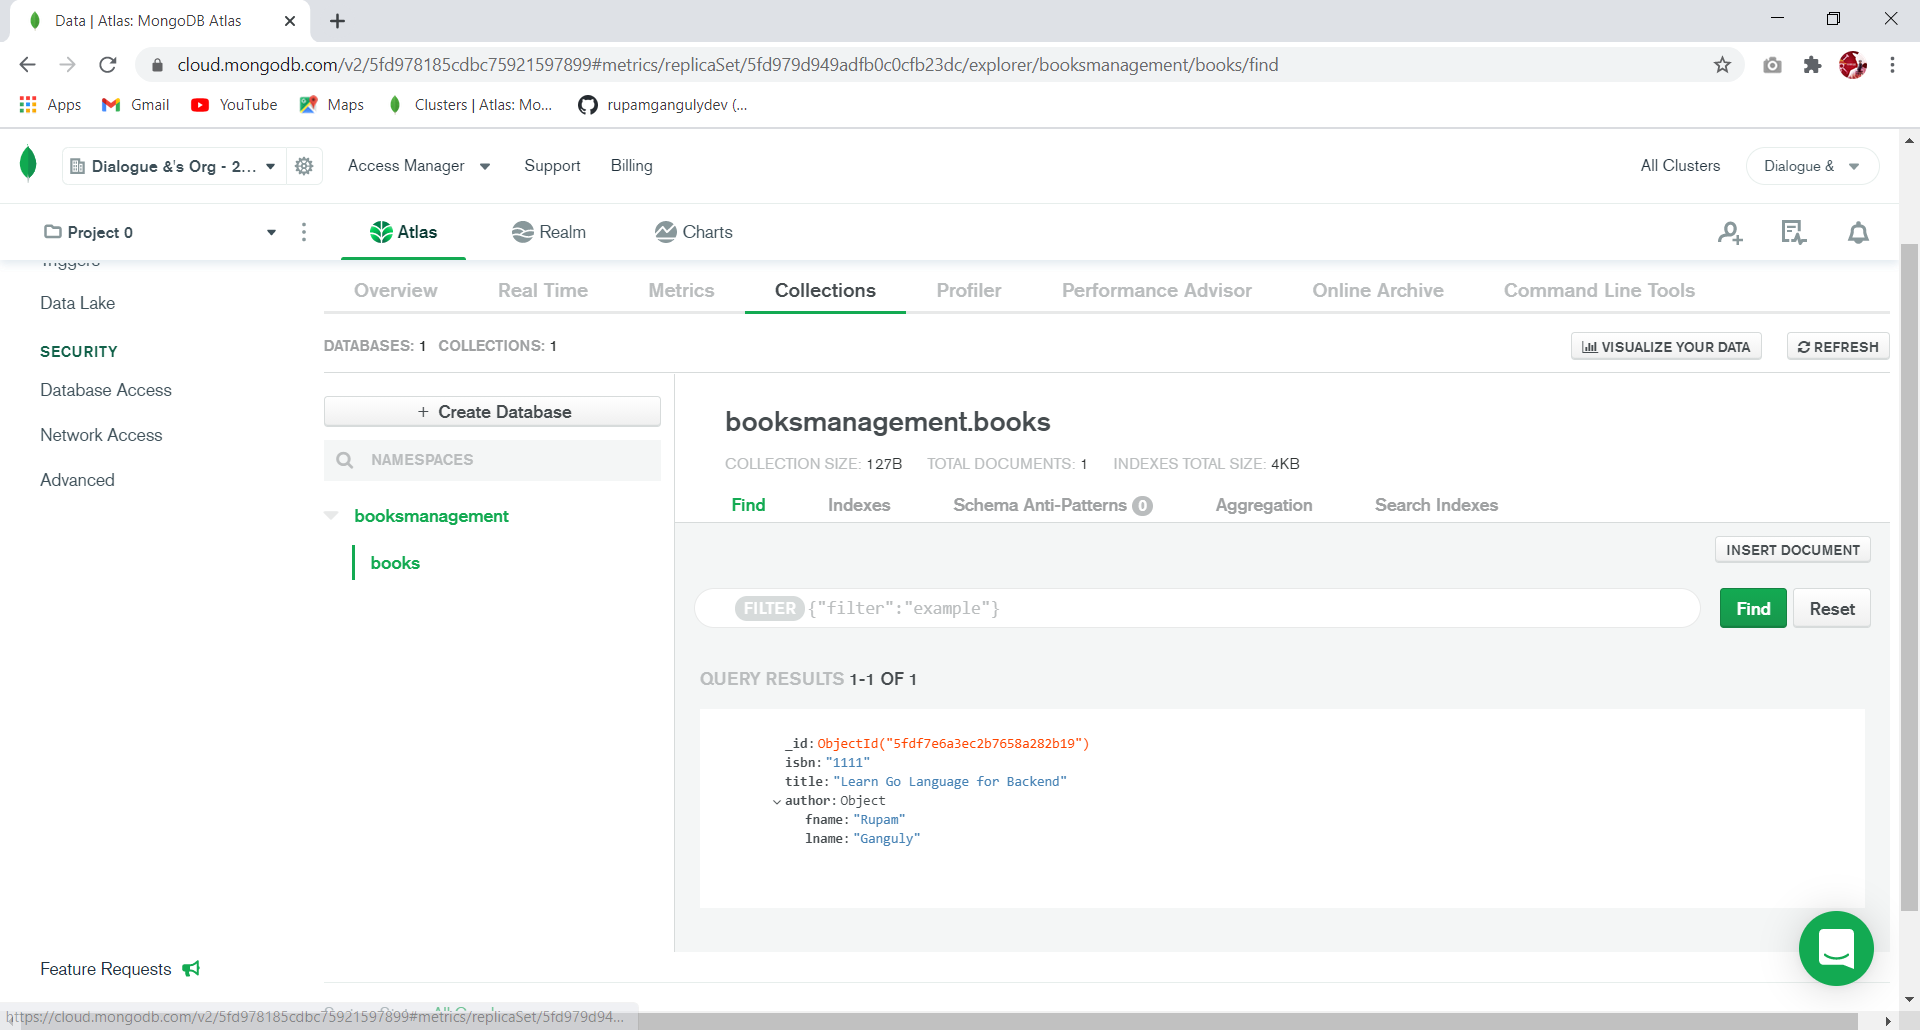 Data | Atlas: MongoDB Atlas
cloud.mongodb.com/v2/5fd978185cdbc75921597899#metrics/replicaSet/5fd979d949adfb0c0cfb23dc/explorer/booksmanagement/books/find
Apps Gmail YouTube Maps Clusters | Atlas: Mo... rupamgangulydev (...
Dialogue &'s Org - 2... Access Manager Support Billing All Clusters Dialogue &
Project 0 Atlas Realm Charts
Triggers
Data Lake
SECURITY
Database Access
Network Access
Advanced
Feature Requests
Overview Real Time Metrics Collections Profiler Performance Advisor Online Archive Command Line Tools
DATABASES: 1 COLLECTIONS: 1 VISUALIZE YOUR DATA REFRESH
+ Create Database
NAMESPACES
booksmanagement
books
booksmanagement.books
COLLECTION SIZE: 127B TOTAL DOCUMENTS: 1 INDEXES TOTAL SIZE: 4KB
Find Indexes Schema Anti-Patterns 0 Aggregation Search Indexes
INSERT DOCUMENT
FILTER {"filter":"example"} Find Reset
QUERY RESULTS 1-1 OF 1
_id: ObjectId("5fdf7e6a3ec2b7658a282b19")
isbn: "1111"
title: "Learn Go Language for Backend"
author: Object
fname: "Rupam"
lname: "Ganguly"
https://cloud.mongodb.com/v2/5fd978185cdbc75921597899#metrics/replicaSet/5fd979d94...